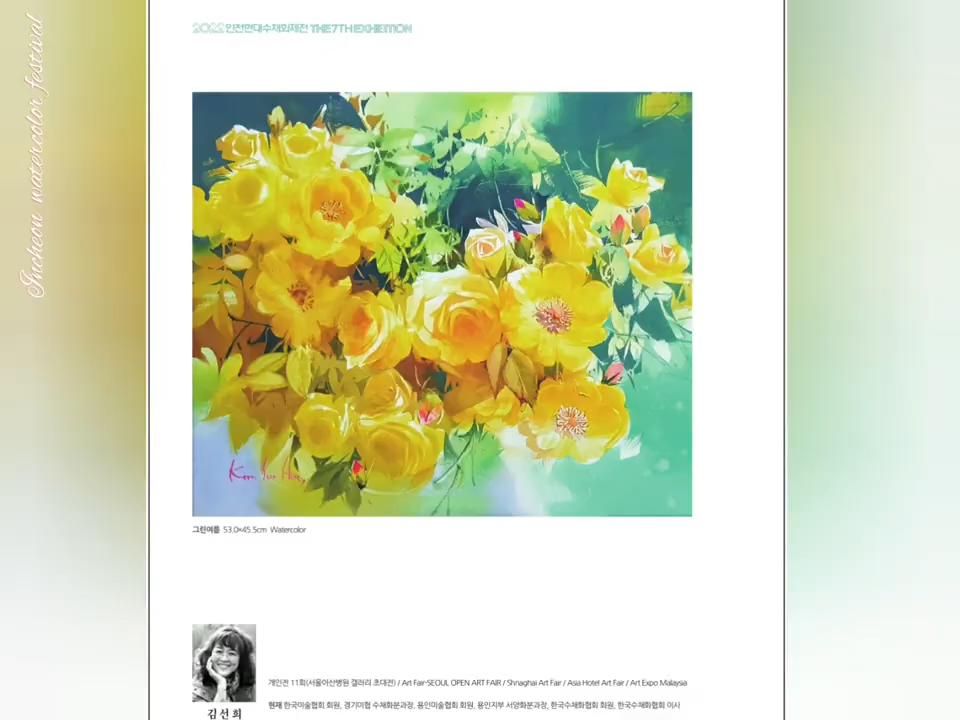 2022 인천현대수채화제전 THE 7TH EXHIBITION
Incheon watercolor festival
그런여름 53.0×45.5cm Watercolor
개인전 11회(서울아산병원 갤러리 초대전) / Art Fair-SEOUL OPEN ART FAIR / Shnaghai Art Fair / Asia Hotel Art Fair / Art Expo Malaysia
현재 한국미술협회 회원, 경기미협 수채화분과장, 용인미술협회 회원, 용인지부 서양화분과장, 한국수채화협회 회원, 한국수채화협회 이사
김선희